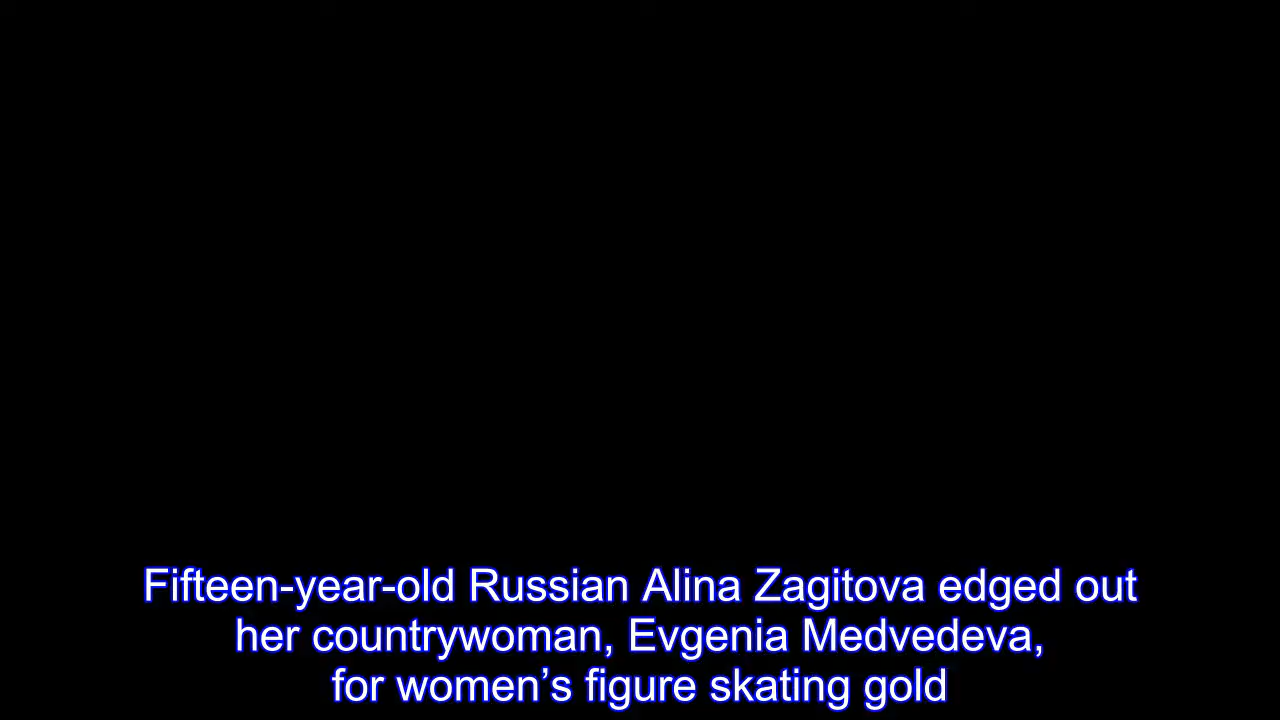 Fifteen-year-old Russian Alina Zagitova edged out
her countrywoman, Evgenia Medvedeva,
for women’s figure skating gold